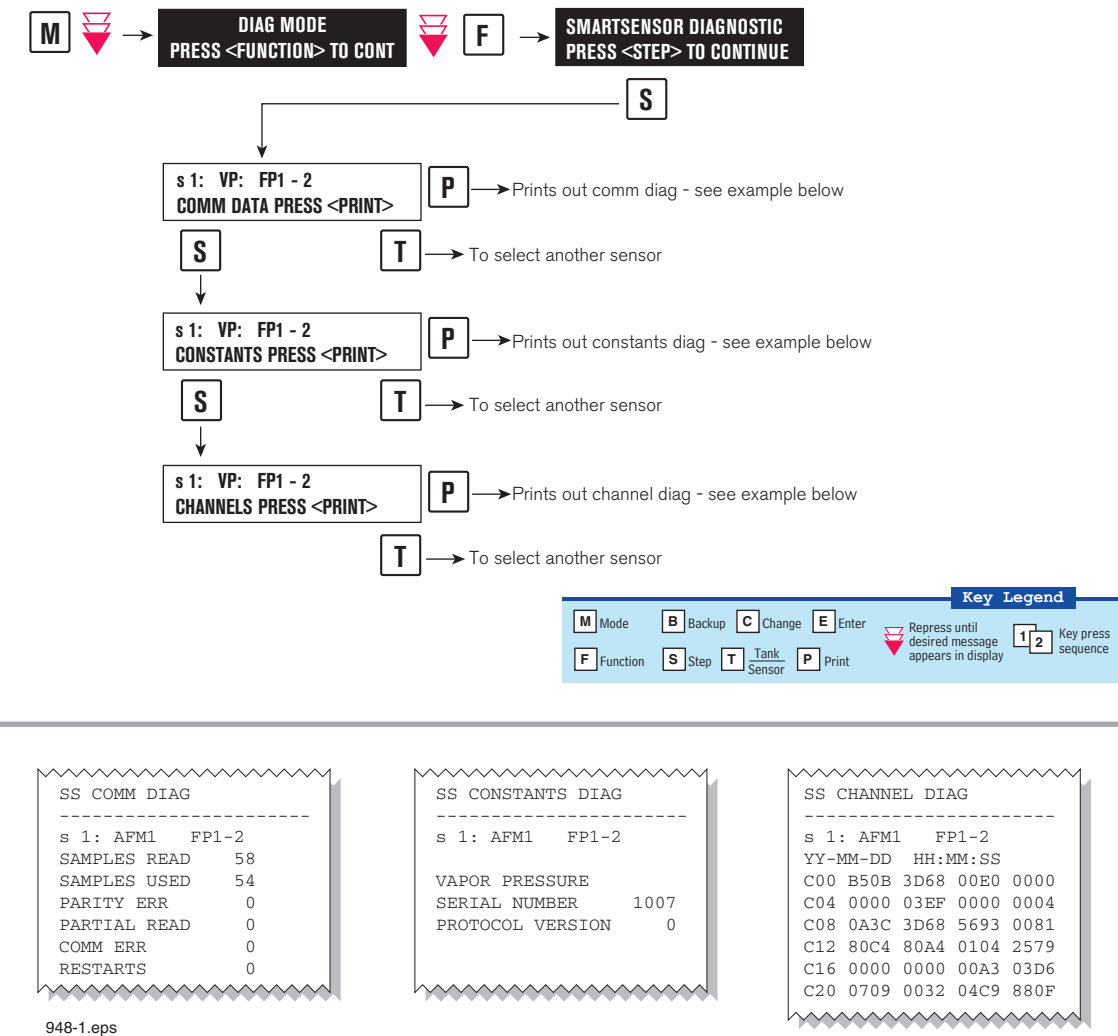 M
DIAG MODE
PRESS <FUNCTION> TO CONT
F
SMARTSENSOR DIAGNOSTIC
PRESS <STEP> TO CONTINUE
S
s 1: VP: FP1 - 2
COMM DATA PRESS <PRINT>
P
Prints out comm diag - see example below
S
T
To select another sensor
s 1: VP: FP1 - 2
CONSTANTS PRESS <PRINT>
P
Prints out constants diag - see example below
S
T
To select another sensor
s 1: VP: FP1 - 2
CHANNELS PRESS <PRINT>
P
Prints out channel diag - see example below
T
To select another sensor
Key Legend
M Mode
B Backup
C Change
E Enter
F Function
S Step
T Tank
Sensor
P Print
Repress until
desired message
appears in display
1 2
Key press
sequence
SS COMM DIAG
-----------------------
s 1: AFM1 FP1-2
SAMPLES READ 58
SAMPLES USED 54
PARITY ERR 0
PARTIAL READ 0
COMM ERR 0
RESTARTS 0
SS CONSTANTS DIAG
-----------------------
s 1: AFM1 FP1-2
VAPOR PRESSURE
SERIAL NUMBER 1007
PROTOCOL VERSION 0
SS CHANNEL DIAG
-----------------------
s 1: AFM1 FP1-2
YY-MM-DD HH:MM:SS
C00 B50B 3D68 00E0 0000
C04 0000 03EF 0000 0004
C08 0A3C 3D68 5693 0081
C12 80C4 80A4 0104 2579
C16 0000 0000 00A3 03D6
C20 0709 0032 04C9 880F
948-1.eps